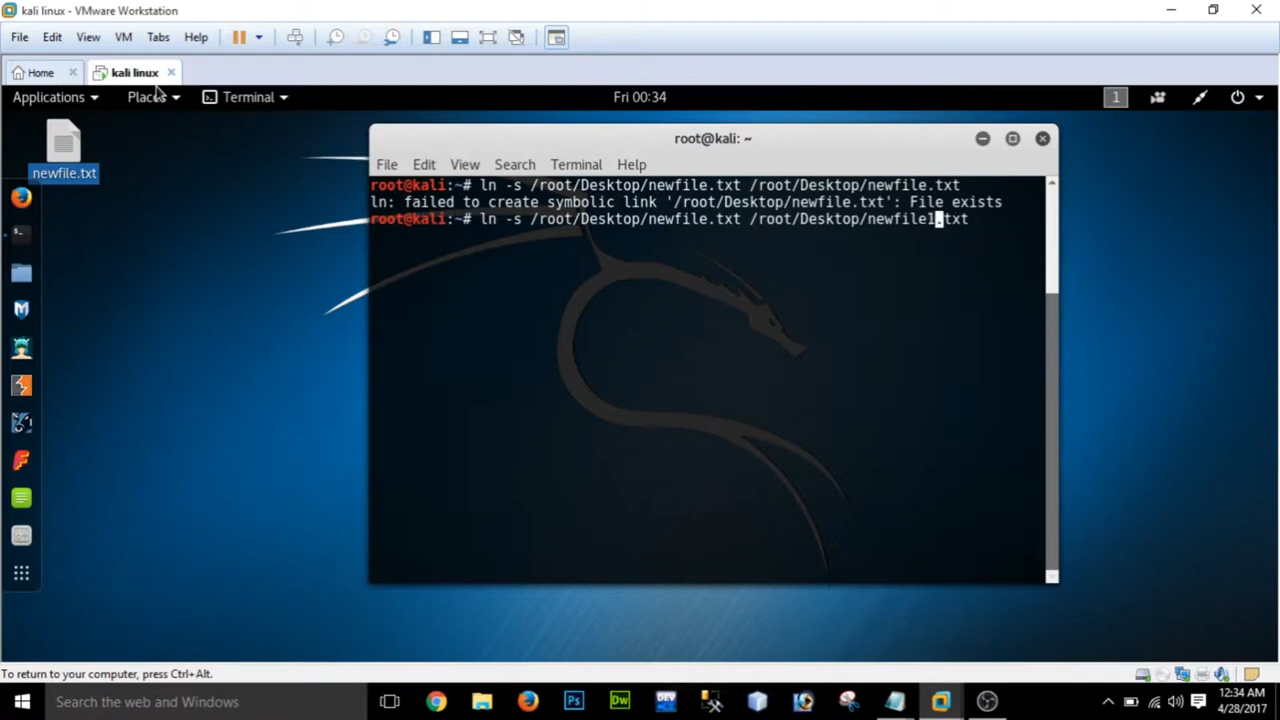 kali linux - VMware Workstation
File Edit View VM Tabs Help
Home kali linux
Applications Places Terminal Fri 00:34 1
newfile.txt
root@kali: ~
File Edit View Search Terminal Help
root@kali:~# ln -s /root/Desktop/newfile.txt /root/Desktop/newfile.txt
ln: failed to create symbolic link '/root/Desktop/newfile.txt': File exists
root@kali:~# ln -s /root/Desktop/newfile.txt /root/Desktop/newfile1.txt
To return to your computer, press Ctrl+Alt.
Search the web and Windows
Ps Dw DEV
12:34 AM
4/28/2017